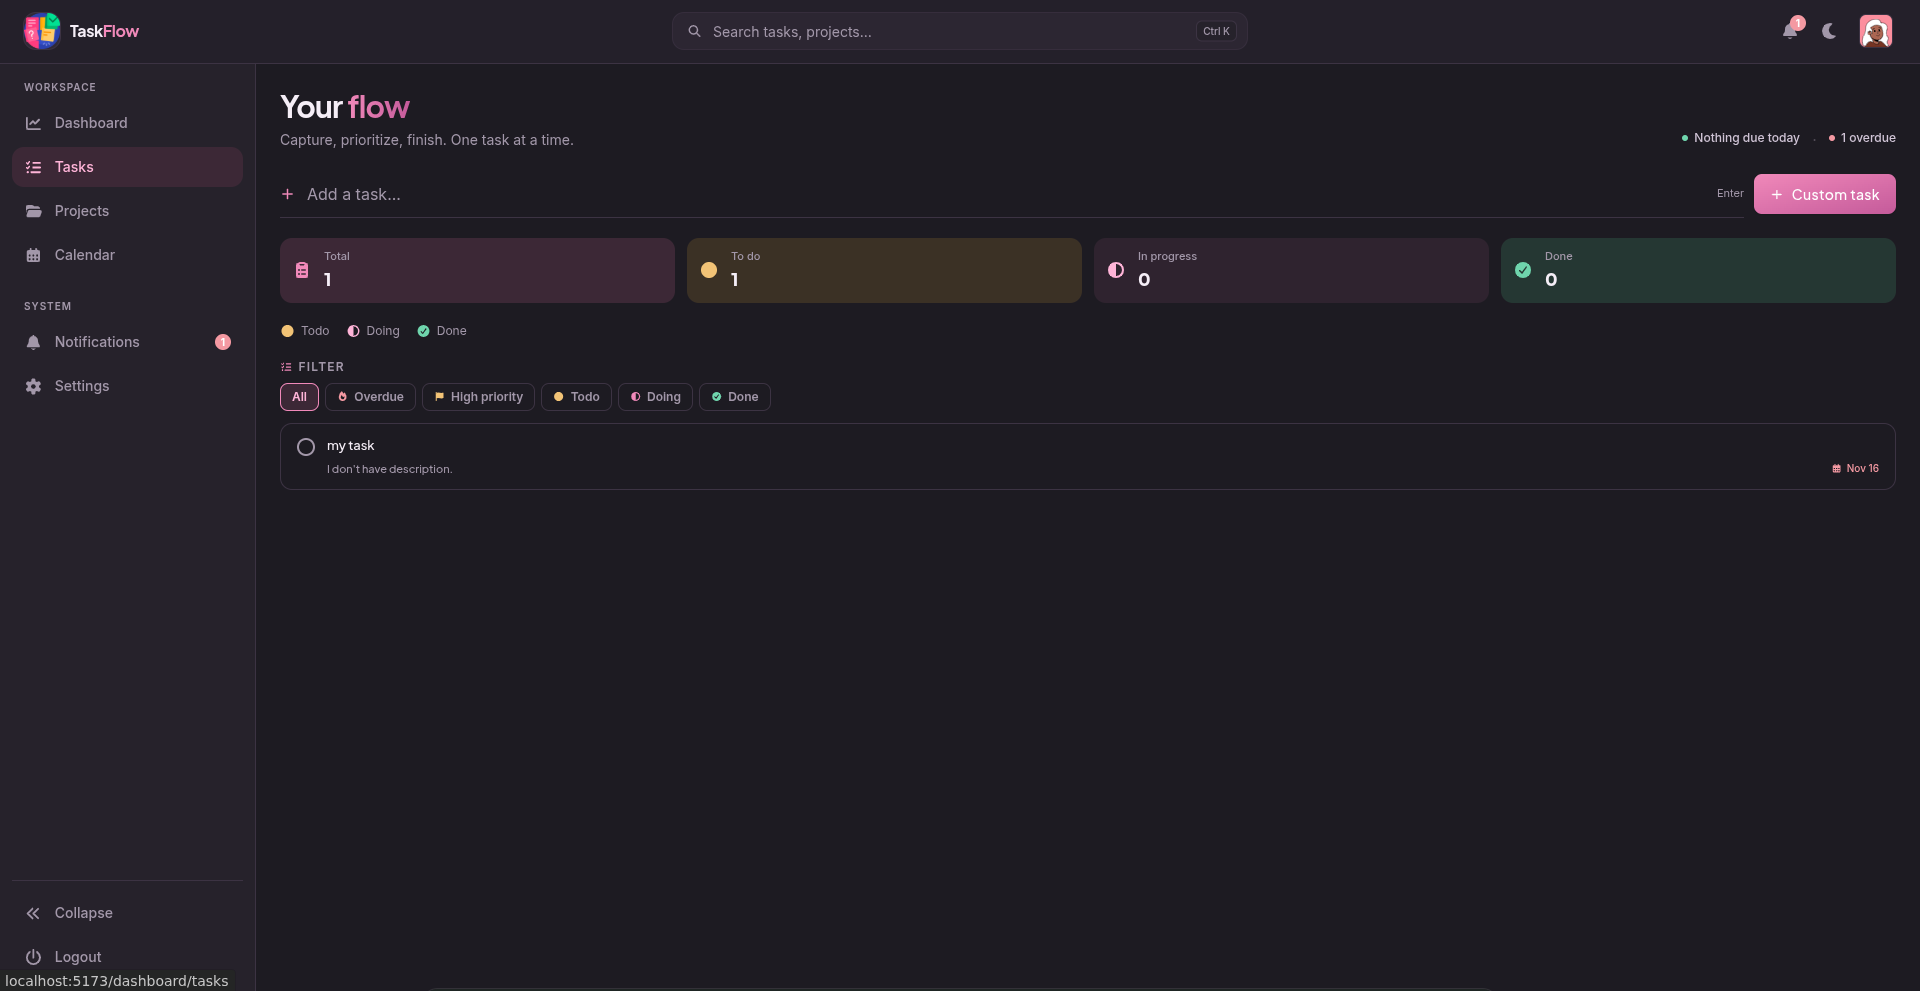 TaskFlow
Search tasks, projects...
Ctrl K
1
WORKSPACE
Dashboard
Tasks
Projects
Calendar
SYSTEM
Notifications
1
Settings
Collapse
Logout
localhost:5173/dashboard/tasks
Your flow
Capture, prioritize, finish. One task at a time.
Nothing due today · 1 overdue
+ Add a task...
Enter
+ Custom task
Total
1
To do
1
In progress
0
Done
0
Todo Doing Done
FILTER
All Overdue High priority Todo Doing Done
my task
I don't have description.
Nov 16